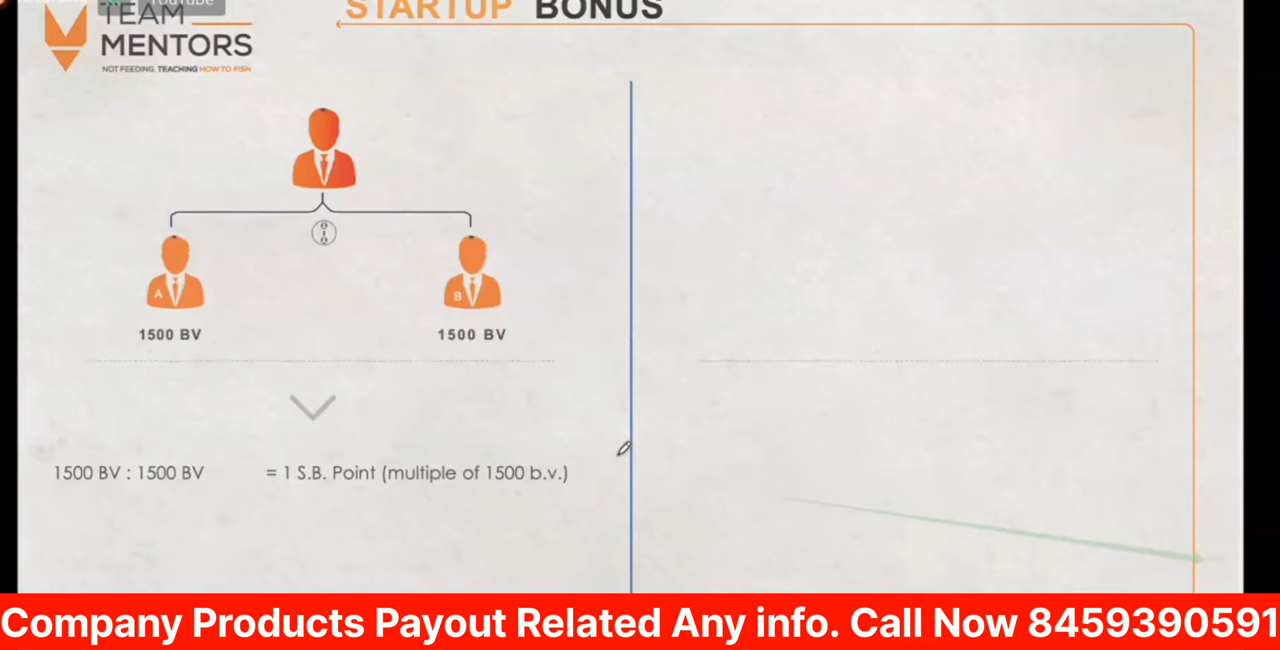 YouTube
STARTUP BONUS
TEAM
MENTORS
NOT FEEDING, TEACHING HOW TO FISH
A
B
1500 BV
1500 BV
1500 BV : 1500 BV = 1 S.B. Point (multiple of 1500 b.v.)
Company Products Payout Related Any info. Call Now 8459390591